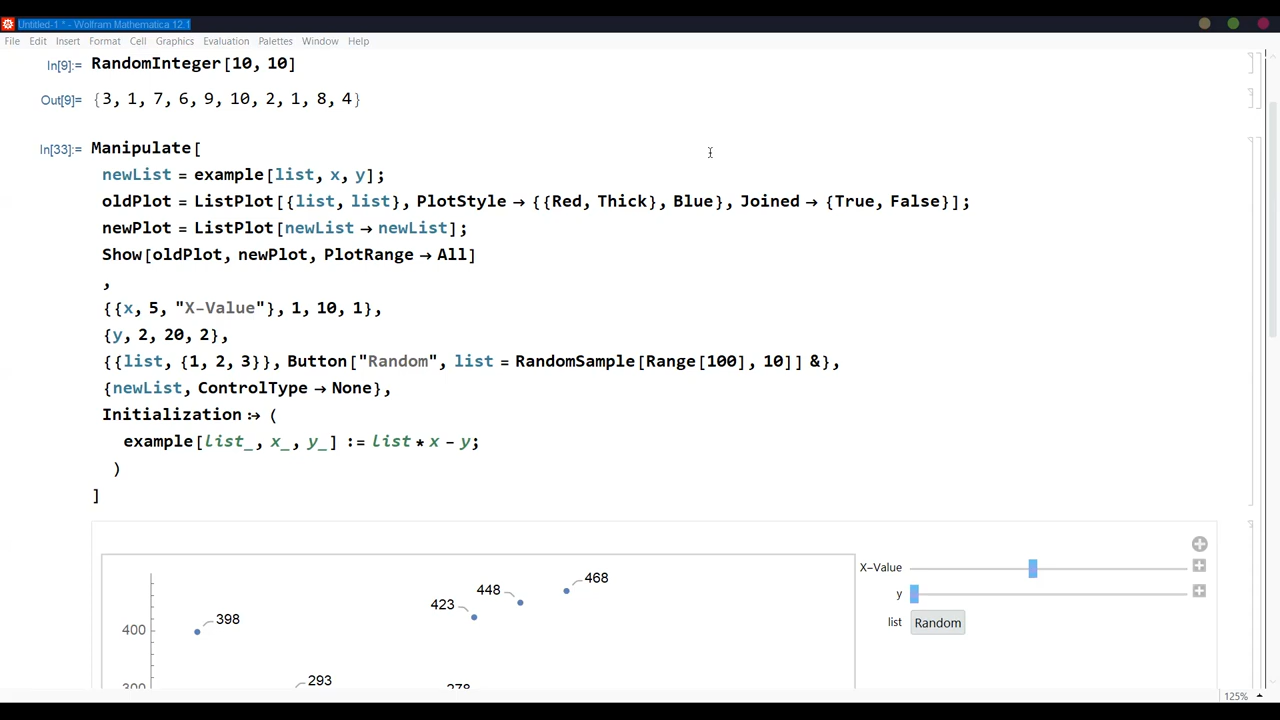 Untitled-1 * - Wolfram Mathematica 12.1
File Edit Insert Format Cell Graphics Evaluation Palettes Window Help
In[9]:= RandomInteger[10, 10]
Out[9]= {3, 1, 7, 6, 9, 10, 2, 1, 8, 4}
In[33]:= Manipulate[
newList = example[list, x, y];
oldPlot = ListPlot[{list, list}, PlotStyle → {{Red, Thick}, Blue}, Joined → {True, False}];
newPlot = ListPlot[newList → newList];
Show[oldPlot, newPlot, PlotRange → All]
,
{{x, 5, "X-Value"}, 1, 10, 1},
{y, 2, 20, 2},
{{list, {1, 2, 3}}, Button["Random", list = RandomSample[Range[100], 10]] &},
{newList, ControlType → None},
Initialization :→ (
example[list_, x_, y_] := list * x - y;
)
]
X-Value
y
list Random
468
448
423
398
400
293
278
300
125%